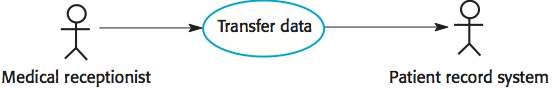 Transfer data
Medical receptionist
Patient record system